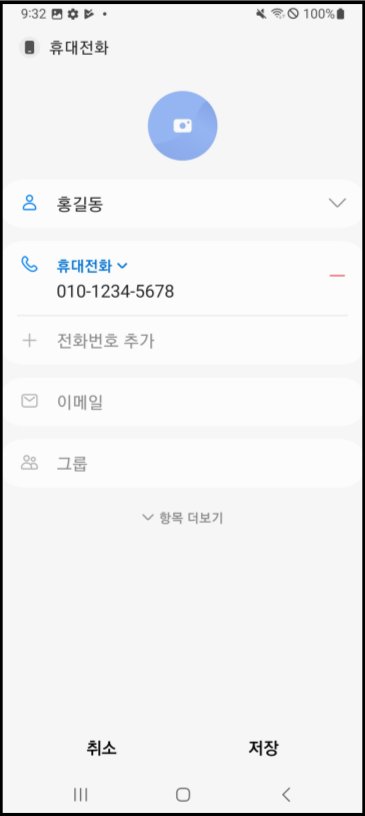 9:32 100%
휴대전화
홍길동
휴대전화
010-1234-5678
전화번호 추가
이메일
그룹
항목 더보기
취소 저장